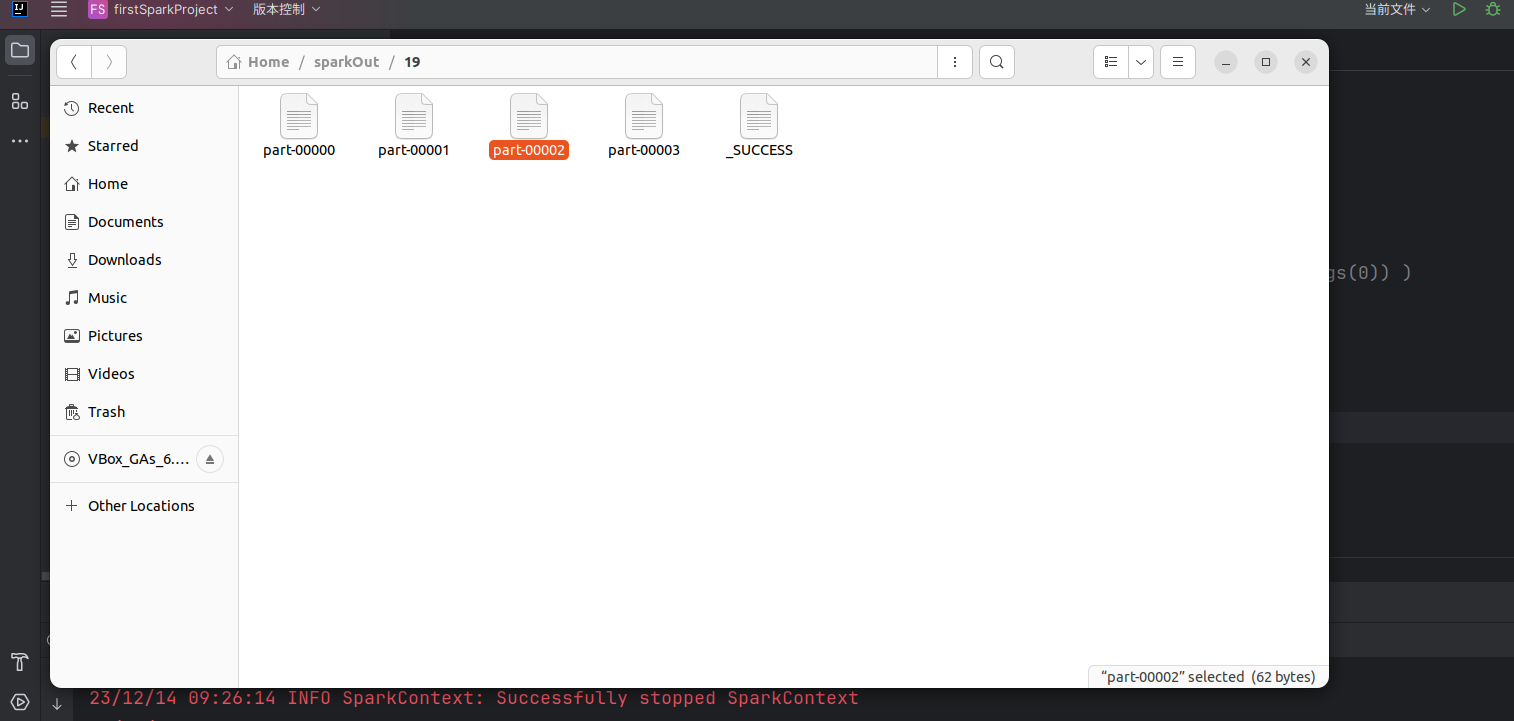 IJ
FS firstSparkProject 版本控制 当前文件
Home / sparkOut / 19
Recent
Starred
Home
Documents
Downloads
Music
Pictures
Videos
Trash
VBox_GAs_6....
Other Locations
part-00000 part-00001 part-00002 part-00003 _SUCCESS
gs(0)) )
“part-00002” selected (62 bytes)
23/12/14 09:26:14 INFO SparkContext: Successfully stopped SparkContext